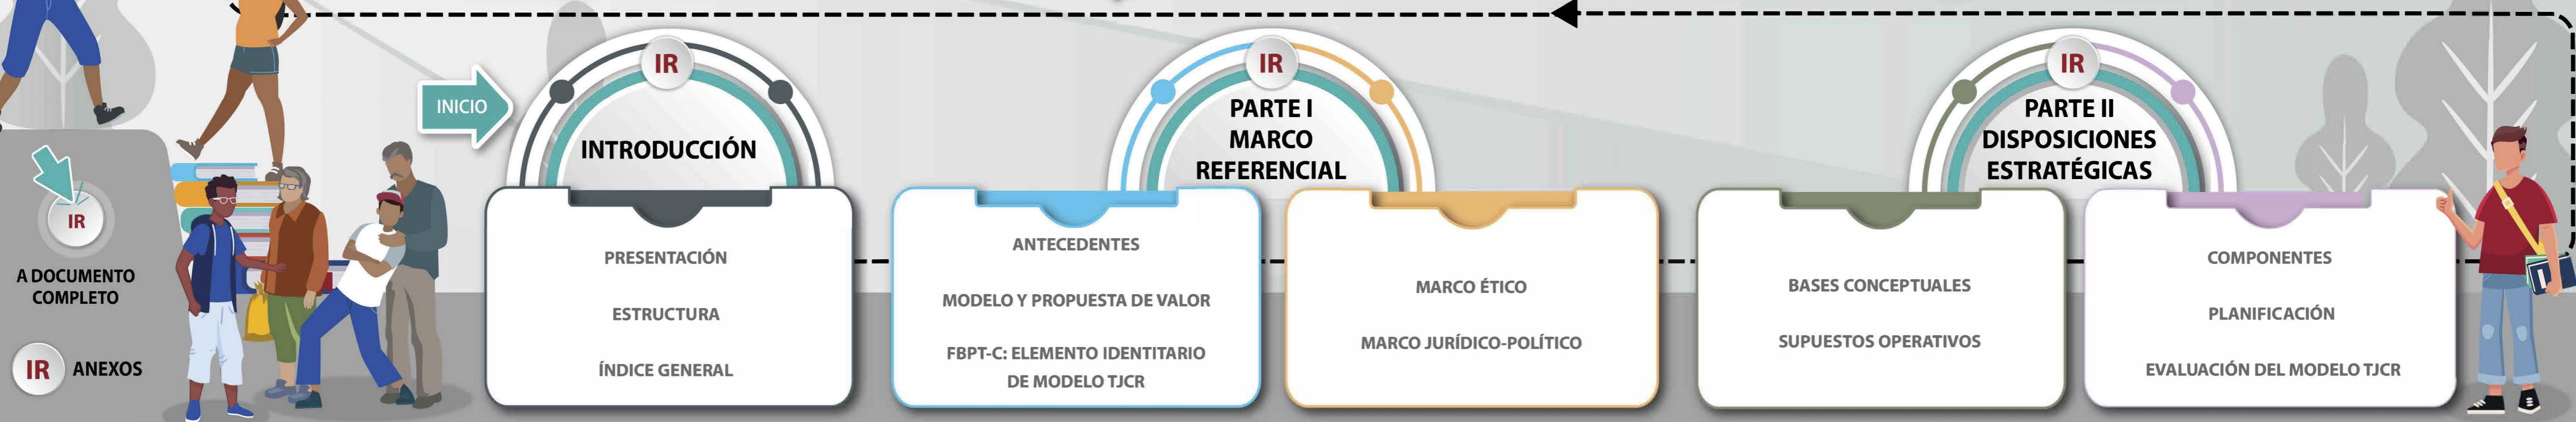 IR
A DOCUMENTO
COMPLETO
IR
ANEXOS
INICIO
IR
INTRODUCCIÓN
PRESENTACIÓN
ESTRUCTURA
ÍNDICE GENERAL
IR
PARTE I
MARCO
REFERENCIAL
ANTECEDENTES
MODELO Y PROPUESTA DE VALOR
FBPT-C: ELEMENTO IDENTITARIO
DE MODELO TJCR
MARCO ÉTICO
MARCO JURÍDICO-POLÍTICO
IR
PARTE II
DISPOSICIONES
ESTRATÉGICAS
BASES CONCEPTUALES
SUPUESTOS OPERATIVOS
COMPONENTES
PLANIFICACIÓN
EVALUACIÓN DEL MODELO TJCR